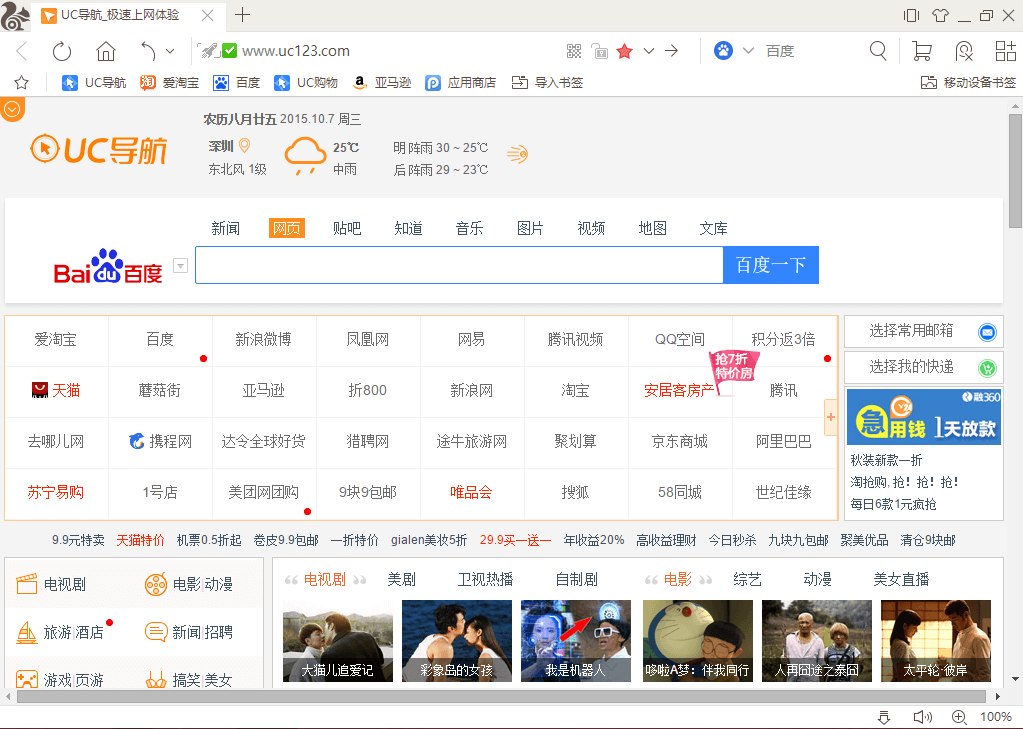 UC导航_极速上网体验
www.uc123.com
百度
UC导航 爱淘宝 百度 UC购物 亚马逊 应用商店 导入书签 移动设备书签
农历八月廿五 2015.10.7 周三
UC导航
深圳 25℃ 明 阵雨 30 ~ 25℃
东北风 1级 中雨 后 阵雨 29 ~ 23℃
新闻 网页 贴吧 知道 音乐 图片 视频 地图 文库
Bai du 百度 百度一下
爱淘宝 百度 新浪微博 凤凰网 网易 腾讯视频 QQ空间 积分返3倍
抢7折
特价房
天猫 蘑菇街 亚马逊 折800 新浪网 淘宝 安居客房产 腾讯
去哪儿网 携程网 达令全球好货 猎聘网 途牛旅游网 聚划算 京东商城 阿里巴巴
苏宁易购 1号店 美团网团购 9块9包邮 唯品会 搜狐 58同城 世纪佳缘
选择常用邮箱
选择我的快递
融360
急用钱 1天放款
秋装新款一折
淘抢购, 抢！抢！抢！
每日6款1元疯抢
9.9元特卖 天猫特价 机票0.5折起 卷皮9.9包邮 一折特价 gialen美妆5折 29.9买一送一 年收益20% 高收益理财 今日秒杀 九块九包邮 聚美优品 清仓9块邮
电视剧 电影|动漫
旅游|酒店 新闻|招聘
游戏|页游 搞笑|美女
电视剧 美剧 卫视热播 自制剧 电影 综艺 动漫 美女直播
大猫儿追爱记 彩象岛的女孩 我是机器人 哆啦A梦：伴我同行 人再囧途之泰囧 太平轮·彼岸
100%